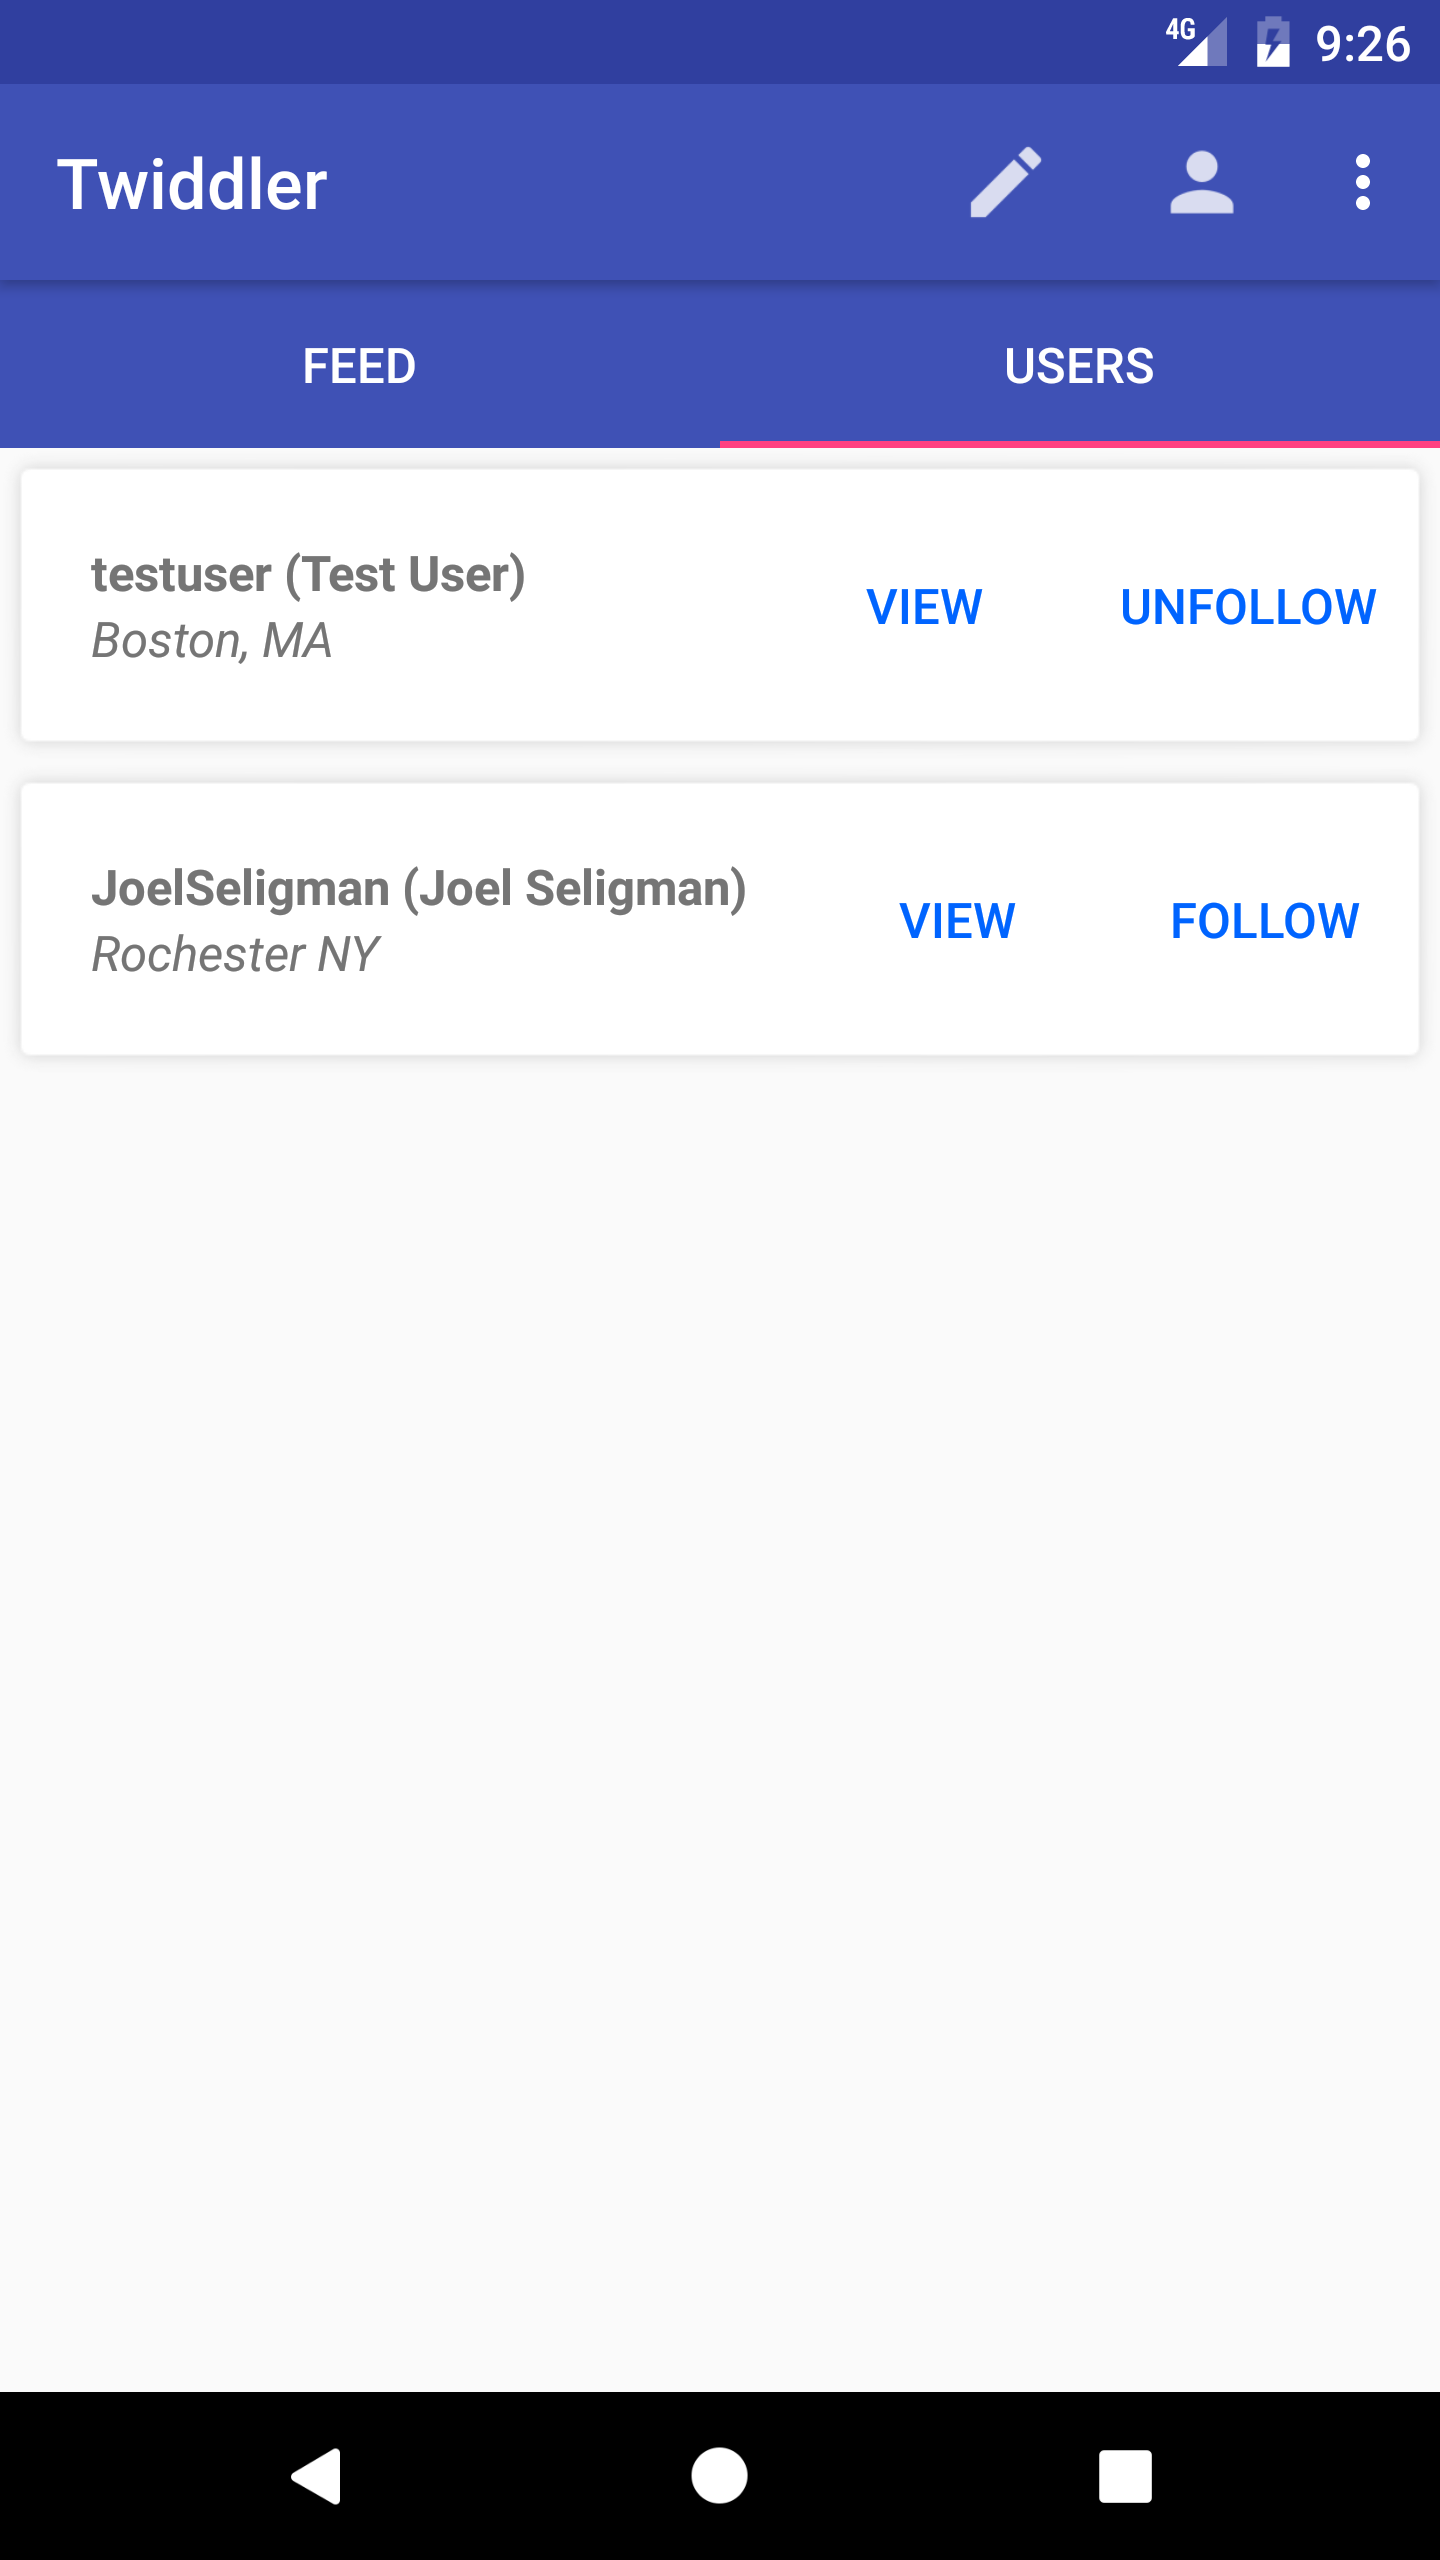 4G 9:26
Twiddler
FEED USERS
testuser (Test User)
Boston, MA
VIEW UNFOLLOW
JoelSeligman (Joel Seligman)
Rochester NY
VIEW FOLLOW